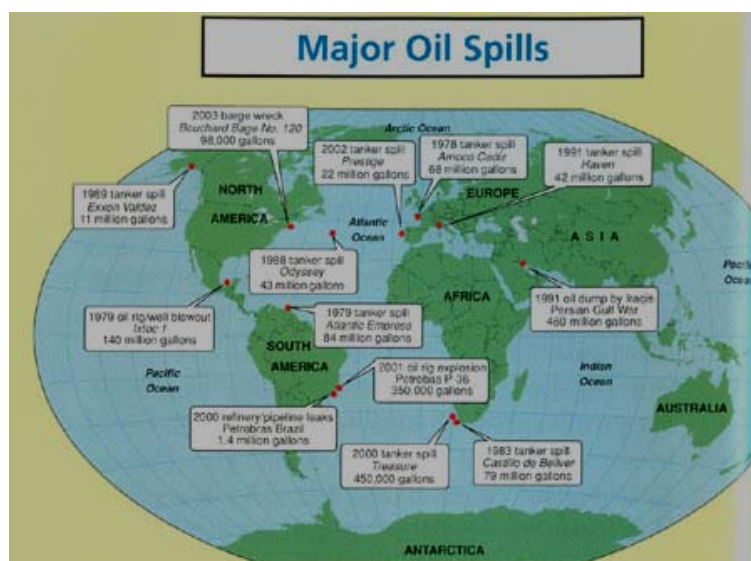 Major Oil Spills
2003 barge wreck
Bouchard Bage No. 120
98,000 gallons
Arctic Ocean
2002 tanker spill
Prestige
22 million gallons
1978 tanker spill
Amoco Cadiz
68 million gallons
1991 tanker spill
Haven
42 million gallons
1989 tanker spill
Exxon Valdez
11 million gallons
NORTH
AMERICA
EUROPE
ASIA
Atlantic
Ocean
Pacific
Ocean
1988 tanker spill
Odyssey
43 million gallons
AFRICA
1991 oil dump by Iraqis
Persian Gulf War
460 million gallons
1979 oil rig/well blowout
Ixtoc 1
140 million gallons
1979 tanker spill
Atlantic Empress
84 million gallons
SOUTH
AMERICA
Pacific
Ocean
2001 oil rig explosion
Petrobas P-36
350,000 gallons
Indian
Ocean
AUSTRALIA
2000 refinery/pipeline leaks
Petrobras Brazil
1.4 million gallons
2000 tanker spill
Treasure
450,000 gallons
1983 tanker spill
Castillo de Bellver
79 million gallons
ANTARCTICA